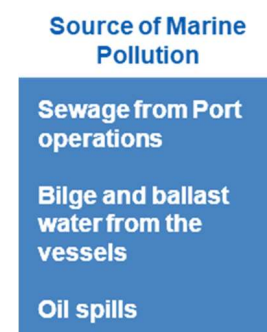 Source of Marine
Pollution
Sewage from Port
operations
Bilge and ballast
water from the
vessels
Oil spills